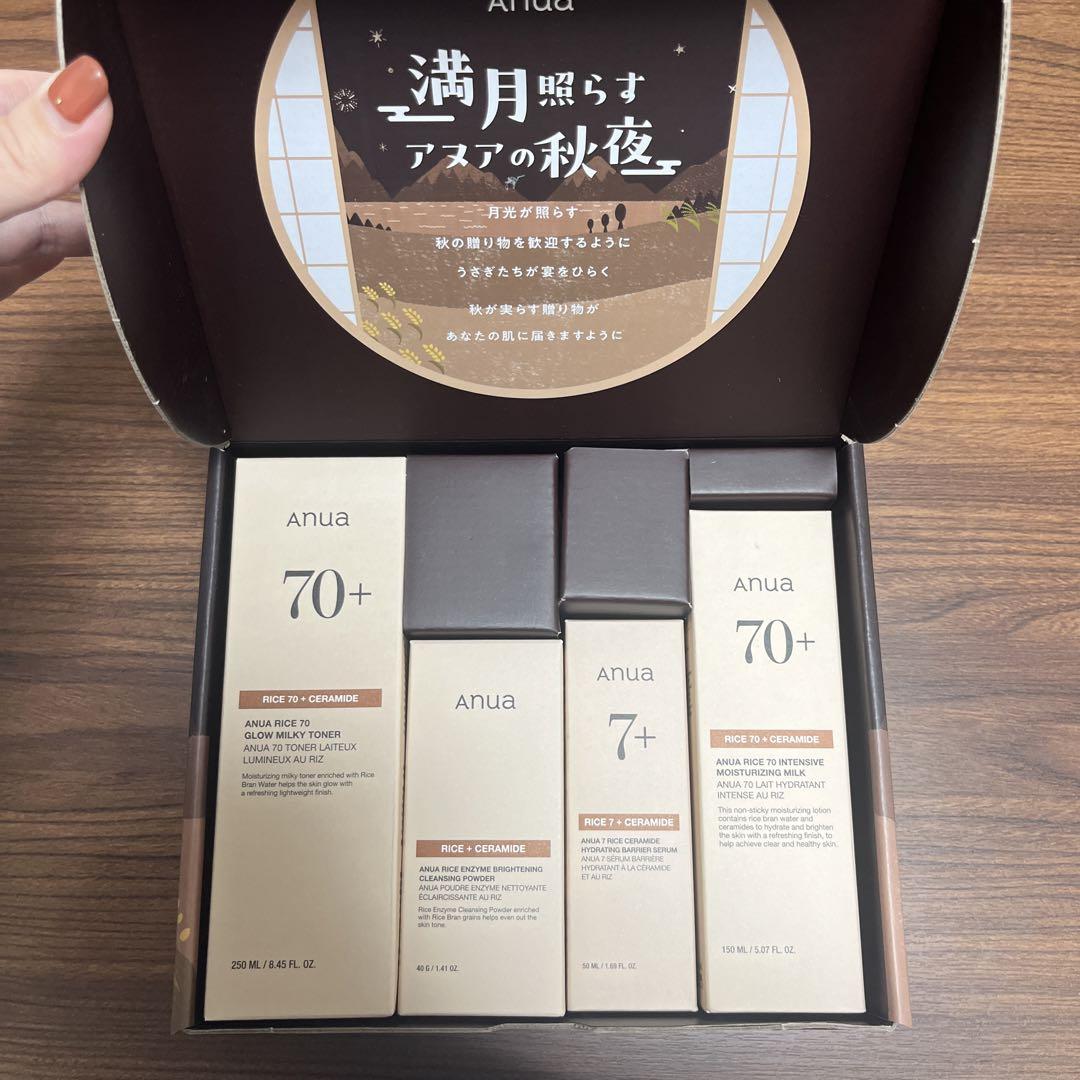 Anua
満月照らす
アヌアの秋夜
月光が照らす
秋の贈り物を歓迎するように
うさぎたちが宴をひらく
秋が実らす贈り物が
あなたの肌に届きますように
Anua
70+
RICE 70 + CERAMIDE
ANUA RICE 70
GLOW MILKY TONER
ANUA 70 TONER LAITEUX
LUMINEUX AU RIZ
Moisturizing milky toner enriched with Rice
Bran Water helps the skin glow with
a refreshing lightweight finish.
250 ML / 8.45 FL. OZ.
Anua
RICE + CERAMIDE
ANUA RICE ENZYME BRIGHTENING
CLEANSING POWDER
ANUA POUDRE ENZYME NETTOYANTE
ÉCLAIRCISSANTE AU RIZ
Rice Enzyme Cleansing Powder enriched
with Rice Bran grains helps even out the
skin tone.
40 G / 1.41 OZ.
Anua
7+
RICE 7 + CERAMIDE
ANUA 7 RICE CERAMIDE
HYDRATING BARRIER SERUM
ANUA 7 SÉRUM BARRIÈRE
HYDRATANT À LA CÉRAMIDE
ET AU RIZ
50 ML / 1.69 FL. OZ.
Anua
70+
RICE 70 + CERAMIDE
ANUA RICE 70 INTENSIVE
MOISTURIZING MILK
ANUA 70 LAIT HYDRATANT
INTENSE AU RIZ
This non-sticky moisturizing lotion
contains rice bran water and
ceramides to hydrate and brighten
the skin with a refreshing finish, to
help achieve clear and healthy skin.
150 ML / 5.07 FL. OZ.